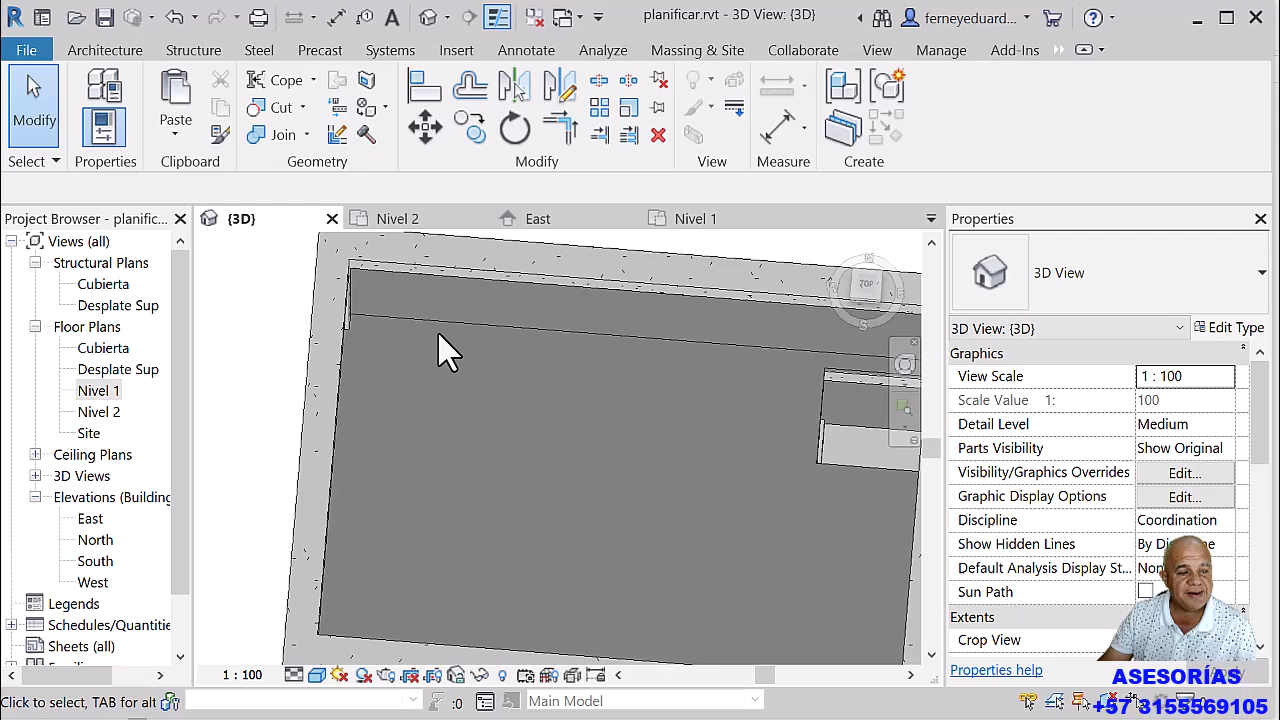 planificar.rvt - 3D View: {3D}
ferneyeduard...
File
Architecture
Structure
Steel
Precast
Systems
Insert
Annotate
Analyze
Massing & Site
Collaborate
View
Manage
Add-Ins
Modify
Properties
Paste
Cope
Cut
Join
Select
Properties
Clipboard
Geometry
Modify
View
Measure
Create
Project Browser - planific...
{3D}
Nivel 2
East
Nivel 1
Properties
Views (all)
Structural Plans
Cubierta
Desplate Sup
Floor Plans
Cubierta
Desplate Sup
Nivel 1
Nivel 2
Site
Ceiling Plans
3D Views
Elevations (Building
East
North
South
West
Legends
Schedules/Quantitie
Sheets (all)
TOP
3D View
3D View: {3D}
Edit Type
Graphics
View Scale 1 : 100
Scale Value 1: 100
Detail Level Medium
Parts Visibility Show Original
Visibility/Graphics Overrides Edit...
Graphic Display Options Edit...
Discipline Coordination
Show Hidden Lines
Default Analysis Display St...
Sun Path
Extents
Crop View
Properties help
1 : 100
Click to select, TAB for alt
:0
Main Model
ASESORÍAS
+57 3155569105